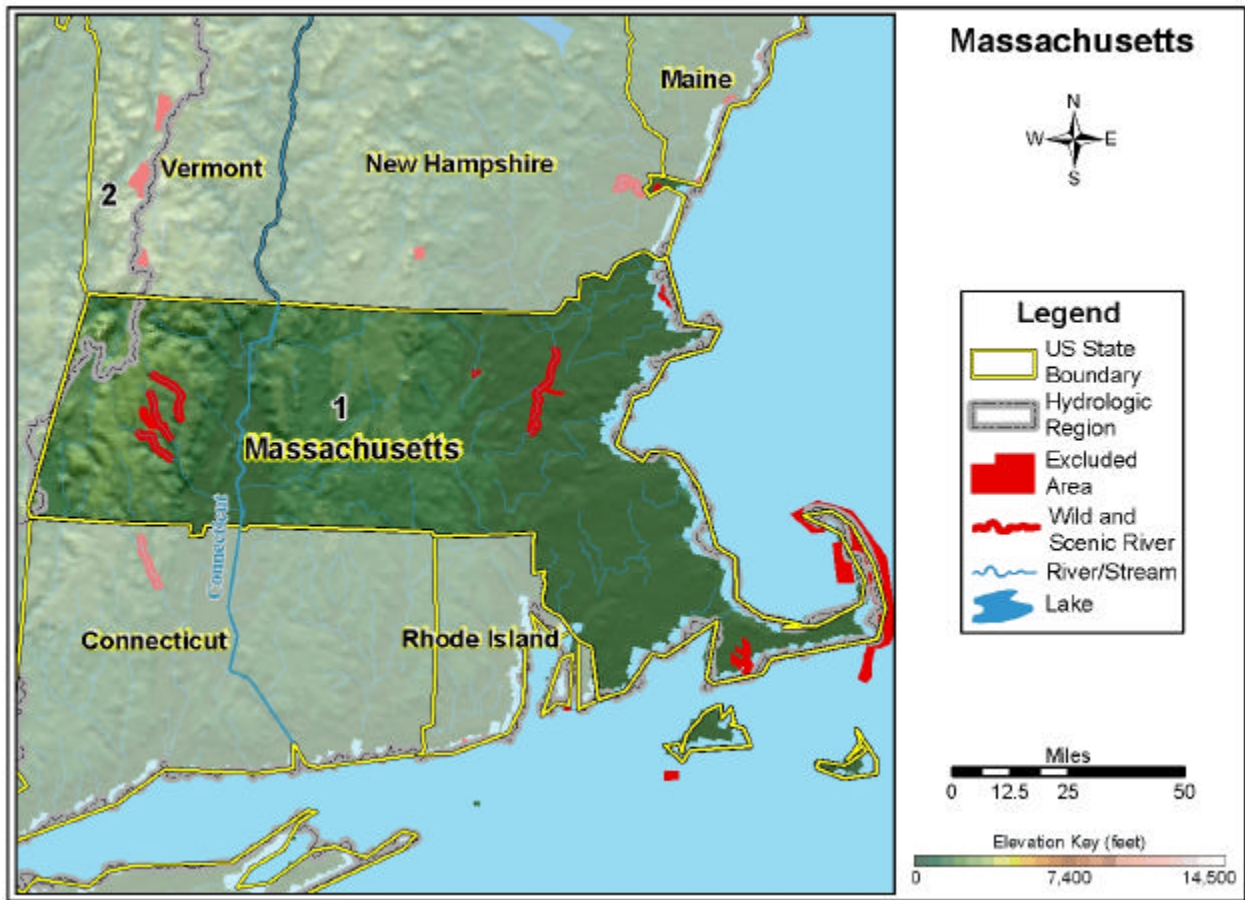 Massachusetts
N
W E
S
Maine
Vermont
New Hampshire
2
1
Massachusetts
Connecticut
Connecticut
Rhode Island
Legend
US State
Boundary
Hydrologic
Region
Excluded
Area
Wild and
Scenic River
River/Stream
Lake
Miles
0 12.5 25 50
Elevation Key (feet)
0 7,400 14,500